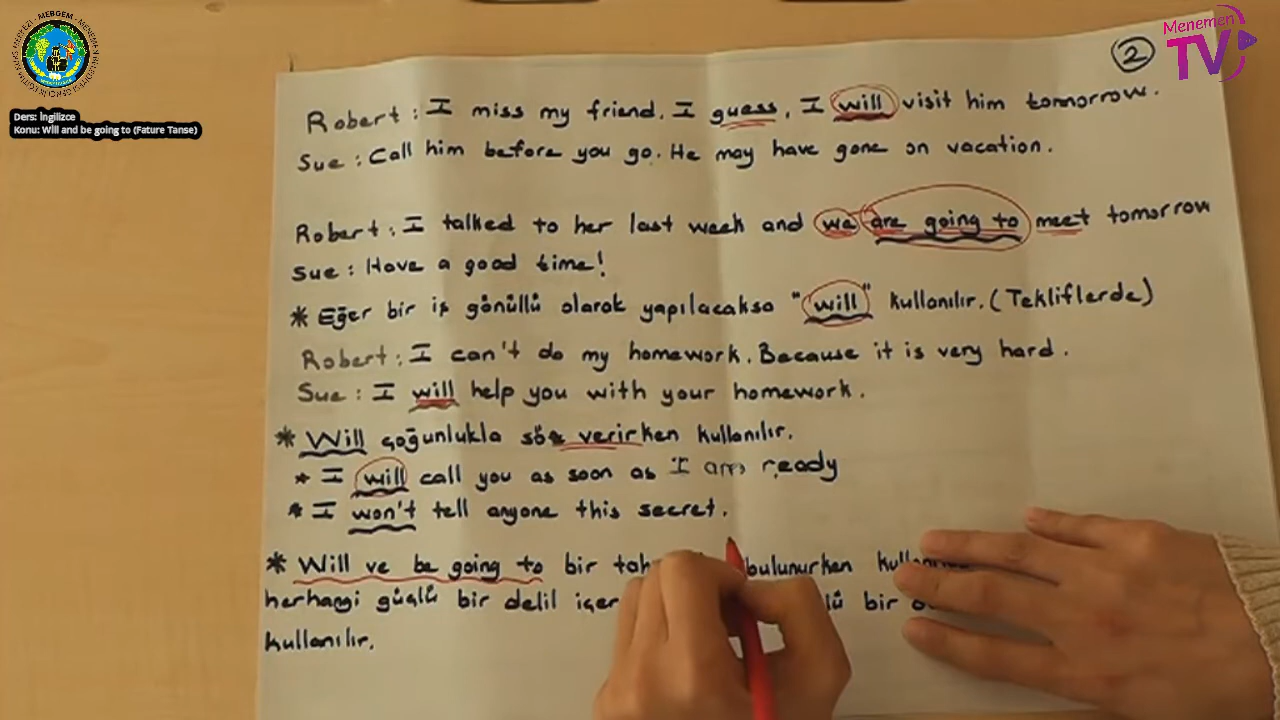 MEBGEM - MENEMEN
Menemen
TV
Ders: İngilizce
Konu: Will and be going to (Fature Tanse)
2
Robert: I miss my friend. I guess, I will visit him tomorrow.
Sue: Call him before you go. He may have gone on vacation.
Robert: I talked to her last week and we are going to meet tomorrow
Sue: Have a good time!
* Eğer bir iş gönüllü olarak yapılacaksa "will" kullanılır. (Tekliflerde)
Robert: I can't do my homework. Because it is very hard.
Sue: I will help you with your homework.
* Will çoğunlukla söz verirken kullanılır.
* I will call you as soon as I am ready
* I won't tell anyone this secret.
* Will ve be going to bir bulunurken
herhangi güçlü bir delil bir
kullanılır.